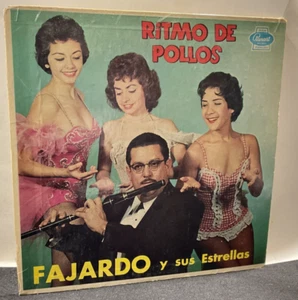 RITMO DE
POLLOS
FAJARDO y sus Estrellas